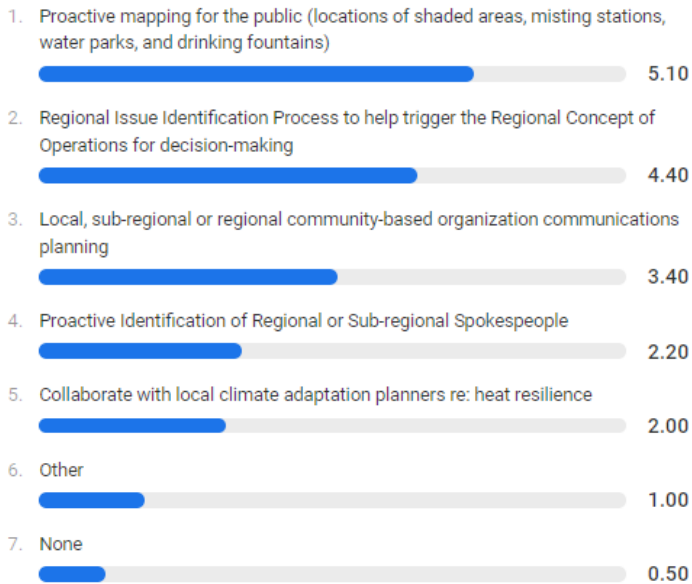 1. Proactive mapping for the public (locations of shaded areas, misting stations,
water parks, and drinking fountains)
5.10
2. Regional Issue Identification Process to help trigger the Regional Concept of
Operations for decision-making
4.40
3. Local, sub-regional or regional community-based organization communications
planning
3.40
4. Proactive Identification of Regional or Sub-regional Spokespeople
2.20
5. Collaborate with local climate adaptation planners re: heat resilience
2.00
6. Other
1.00
7. None
0.50